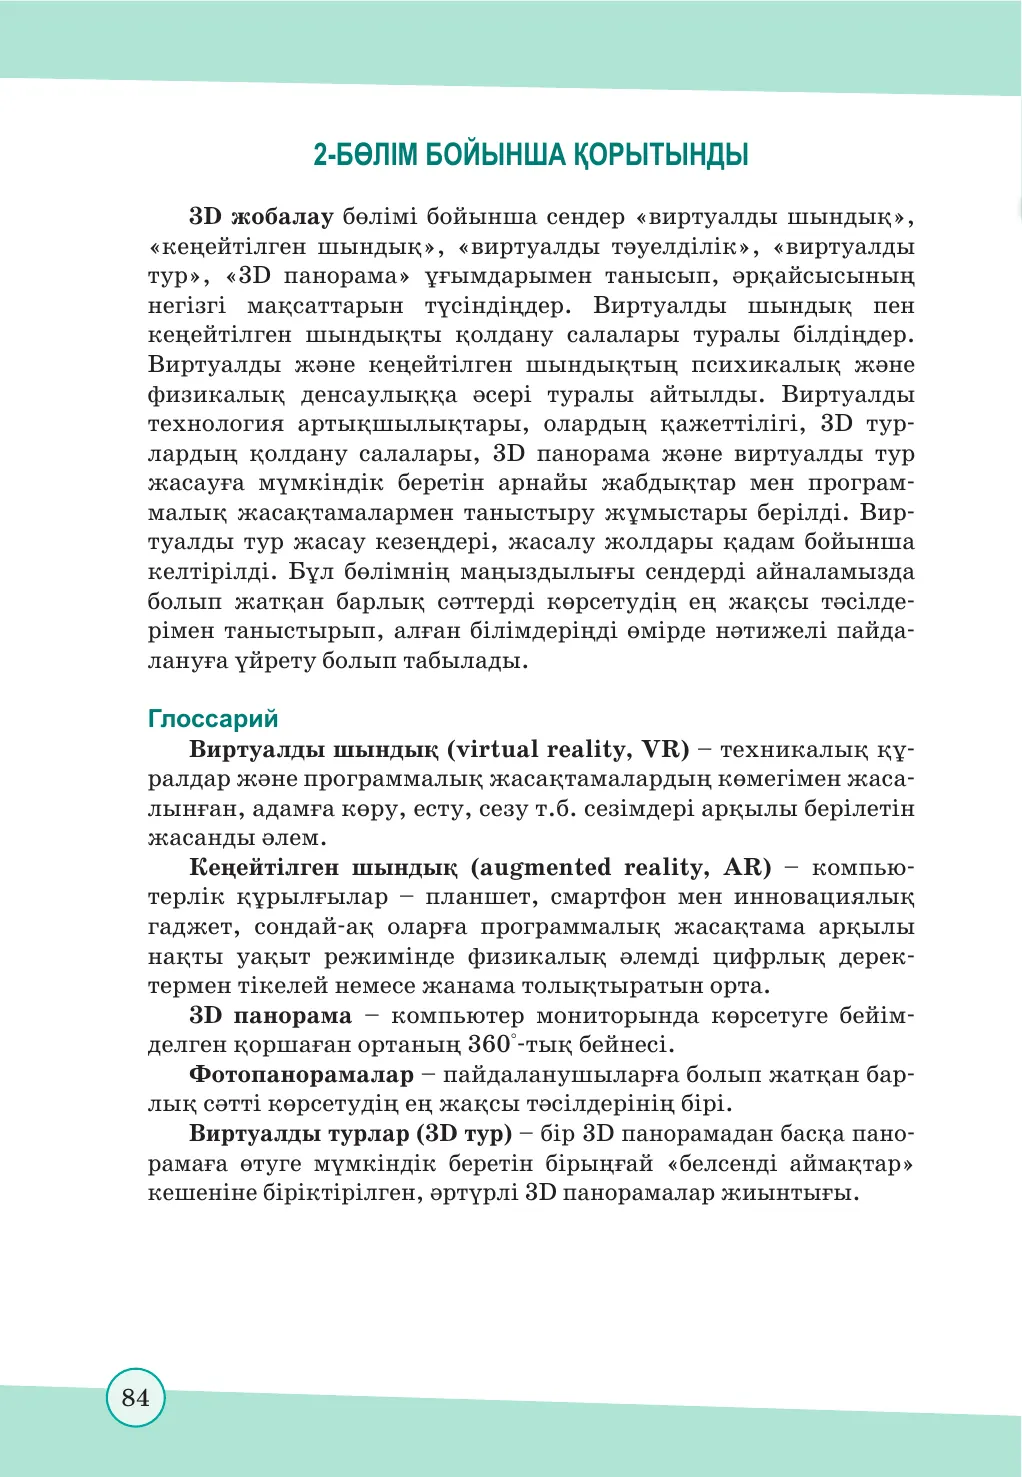 2-БӨЛІМ БОЙЫНША ҚОРЫТЫНДЫ
3D жобалау бөлімі бойынша сендер «виртуалды шындық»,
«кеңейтілген шындық», «виртуалды тәуелділік», «виртуалды
тур», «3D панорама» ұғымдарымен танысып, әрқайсысының
негізгі мақсаттарын түсіндіңдер. Виртуалды шындық пен
кеңейтілген шындықты қолдану салалары туралы білдіңдер.
Виртуалды және кеңейтілген шындықтың психикалық және
физикалық денсаулыққа әсері туралы айтылды. Виртуалды
технология артықшылықтары, олардың қажеттілігі, 3D тур-
лардың қолдану салалары, 3D панорама және виртуалды тур
жасауға мүмкіндік беретін арнайы жабдықтар мен програм-
малық жасақтамалармен таныстыру жұмыстары берілді. Вир-
туалды тур жасау кезеңдері, жасалу жолдары қадам бойынша
келтірілді. Бұл бөлімнің маңыздылығы сендерді айналамызда
болып жатқан барлық сәттерді көрсетудің ең жақсы тәсілде-
рімен таныстырып, алған білімдеріңді өмірде нәтижелі пайда-
лануға үйрету болып табылады.
Глоссарий
Виртуалды шындық (virtual reality, VR) – техникалық құ-
ралдар және программалық жасақтамалардың көмегімен жаса-
лынған, адамға көру, есту, сезу т.б. сезімдері арқылы берілетін
жасанды әлем.
Кеңейтілген шындық (augmented reality, AR) – компью-
терлік құрылғылар – планшет, смартфон мен инновациялық
гаджет, сондай-ақ оларға программалық жасақтама арқылы
нақты уақыт режимінде физикалық әлемді цифрлық дерек-
термен тікелей немесе жанама толықтыратын орта.
3D панорама – компьютер мониторында көрсетуге бейім-
делген қоршаған ортаның 360°-тық бейнесі.
Фотопанорамалар – пайдаланушыларға болып жатқан бар-
лық сәтті көрсетудің ең жақсы тәсілдерінің бірі.
Виртуалды турлар (3D тур) – бір 3D панорамадан басқа пано-
рамаға өтуге мүмкіндік беретін бірыңғай «белсенді аймақтар»
кешеніне біріктірілген, әртүрлі 3D панорамалар жиынтығы.
84